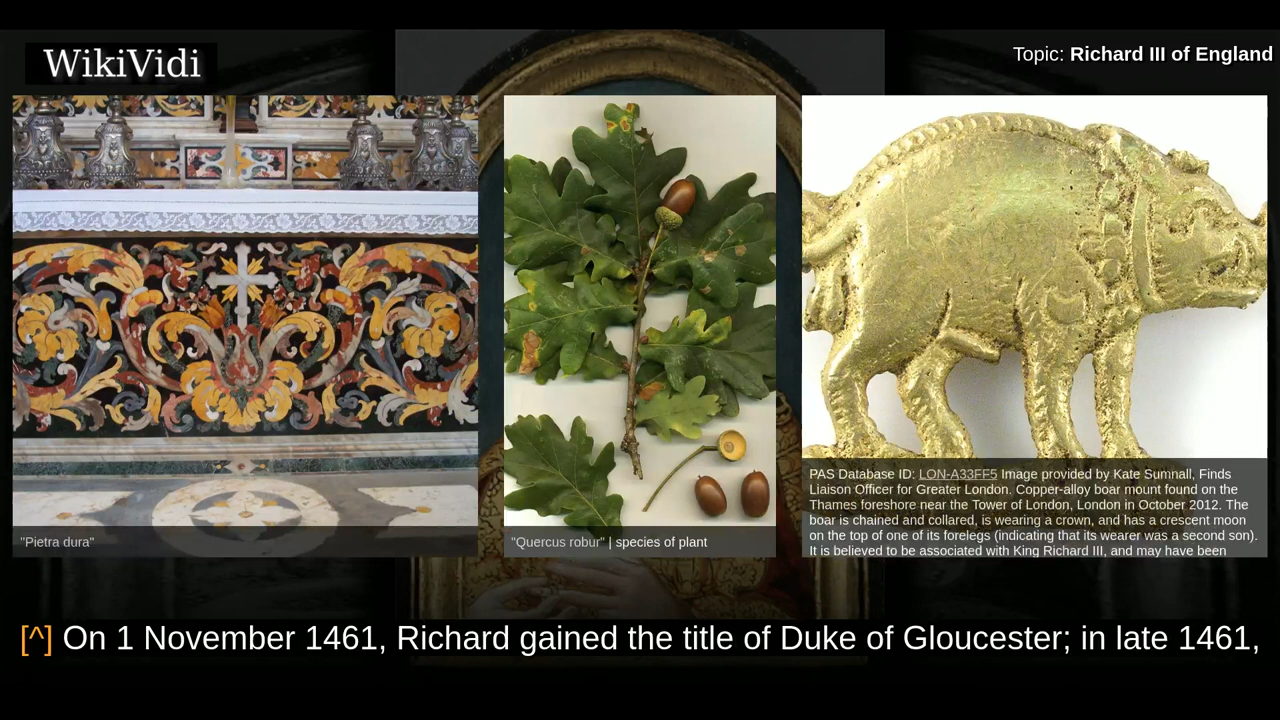 WikiVidi
Topic: Richard III of England
"Pietra dura"
"Quercus robur" | species of plant
PAS Database ID: LON-A33FF5 Image provided by Kate Sumnall, Finds
Liaison Officer for Greater London. Copper-alloy boar mount found on the
Thames foreshore near the Tower of London, London in October 2012. The
boar is chained and collared, is wearing a crown, and has a crescent moon
on the top of one of its forelegs (indicating that its wearer was a second son).
It is believed to be associated with King Richard III, and may have been
[^] On 1 November 1461, Richard gained the title of Duke of Gloucester; in late 1461,